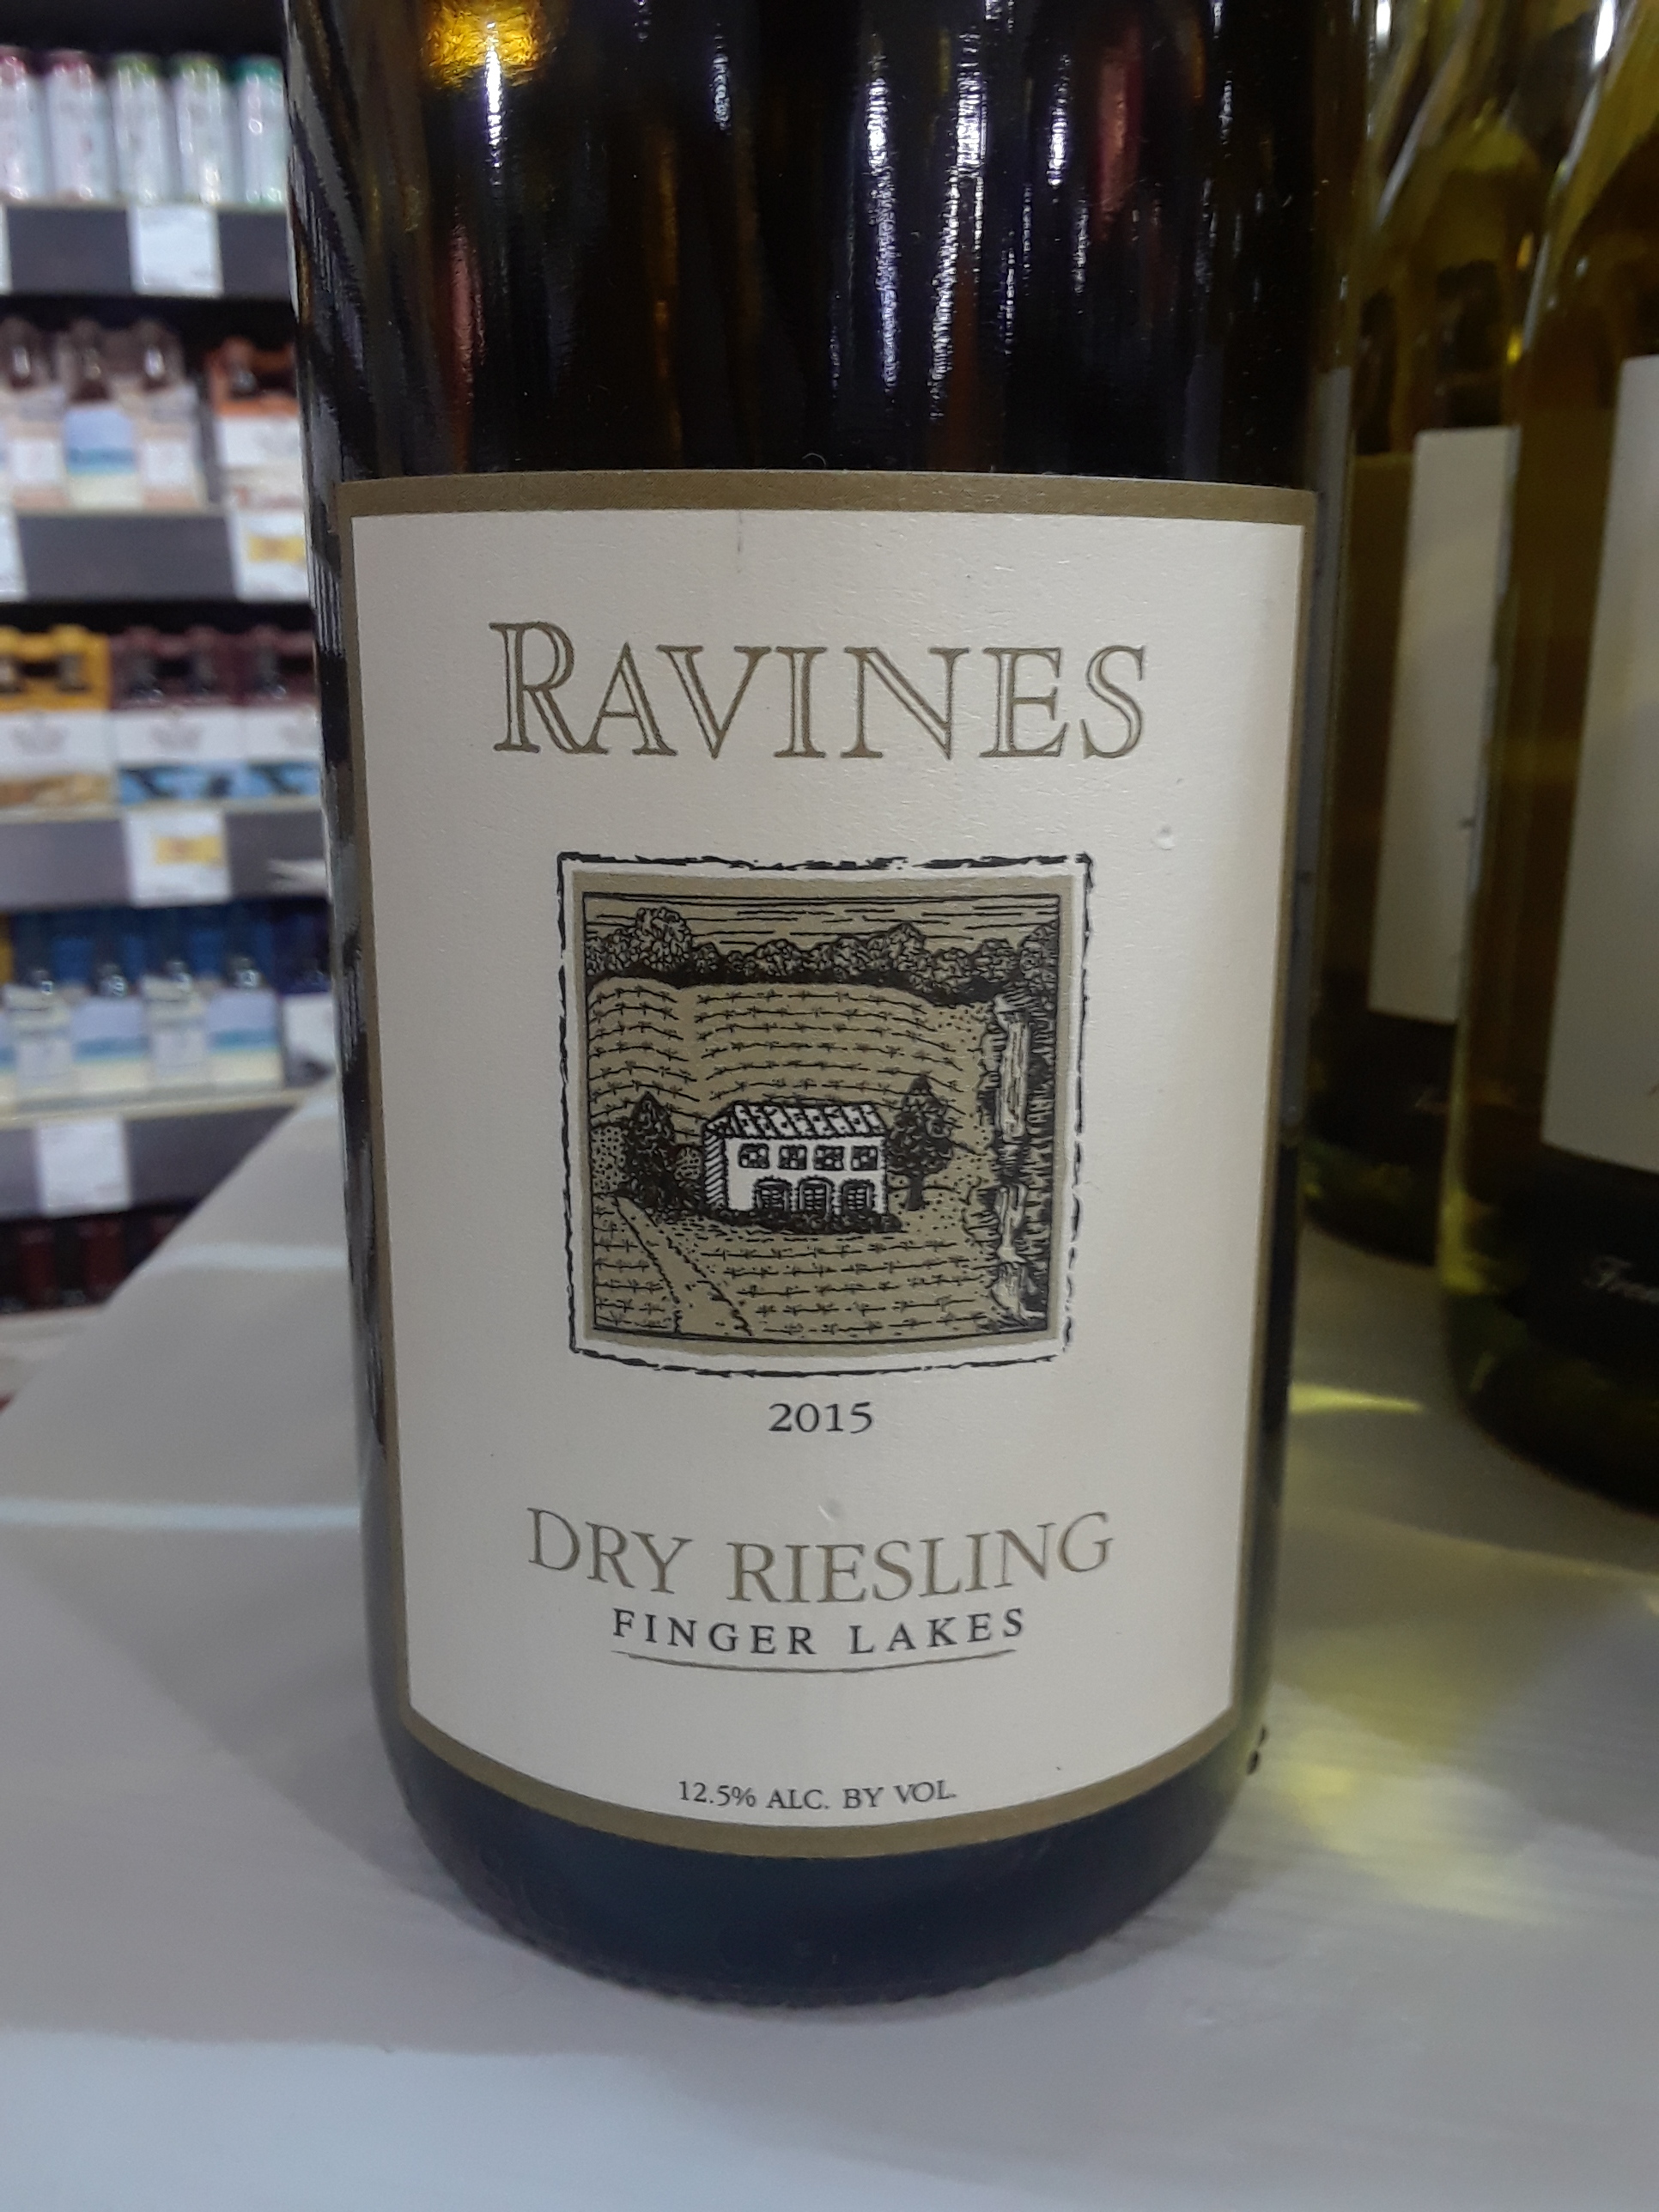 RAVINES
2015
DRY RIESLING
FINGER LAKES
12.5% ALC. BY VOL.